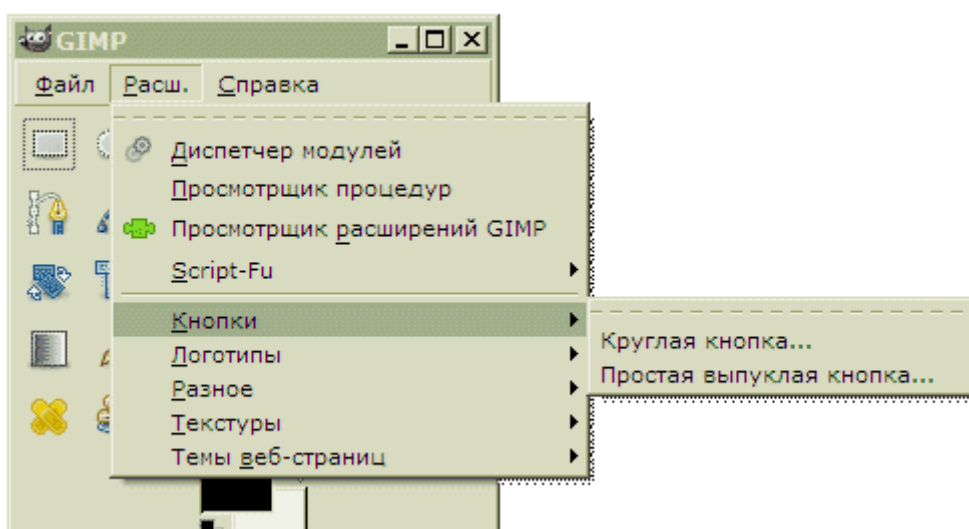 GIMP
Файл Расш. Справка
Диспетчер модулей
Просмотрщик процедур
Просмотрщик расширений GIMP
Script-Fu
Кнопки
Логотипы
Разное
Текстуры
Темы веб-страниц
Круглая кнопка...
Простая выпуклая кнопка...